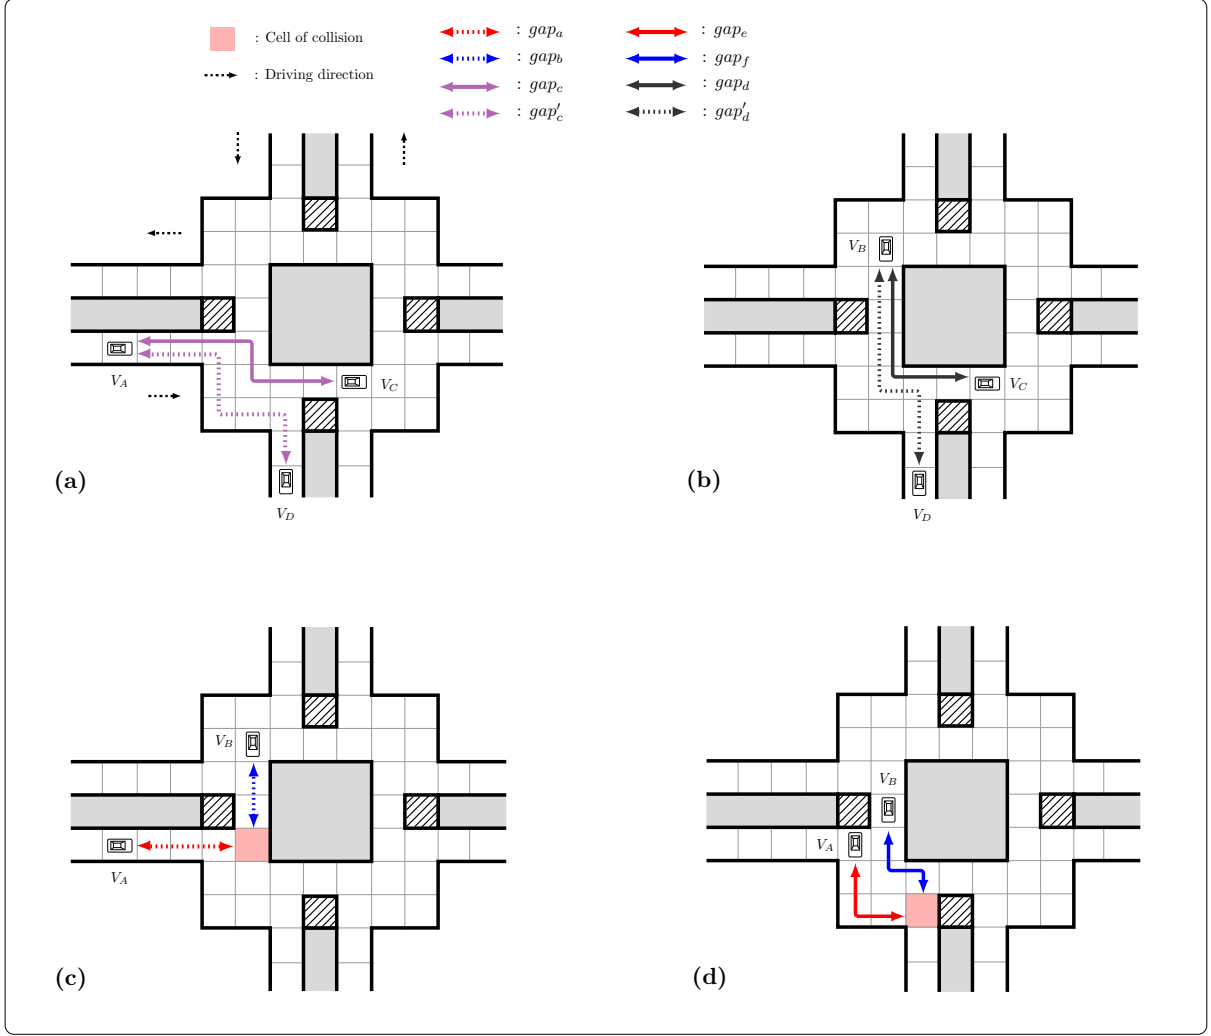 : Cell of collision
: Driving direction
: gap_a
: gap_b
: gap_c
: gap'_c
: gap_e
: gap_f
: gap_d
: gap'_d
V_A
V_C
V_D
(a)
V_B
V_C
V_D
(b)
V_B
V_A
(c)
V_B
V_A
(d)